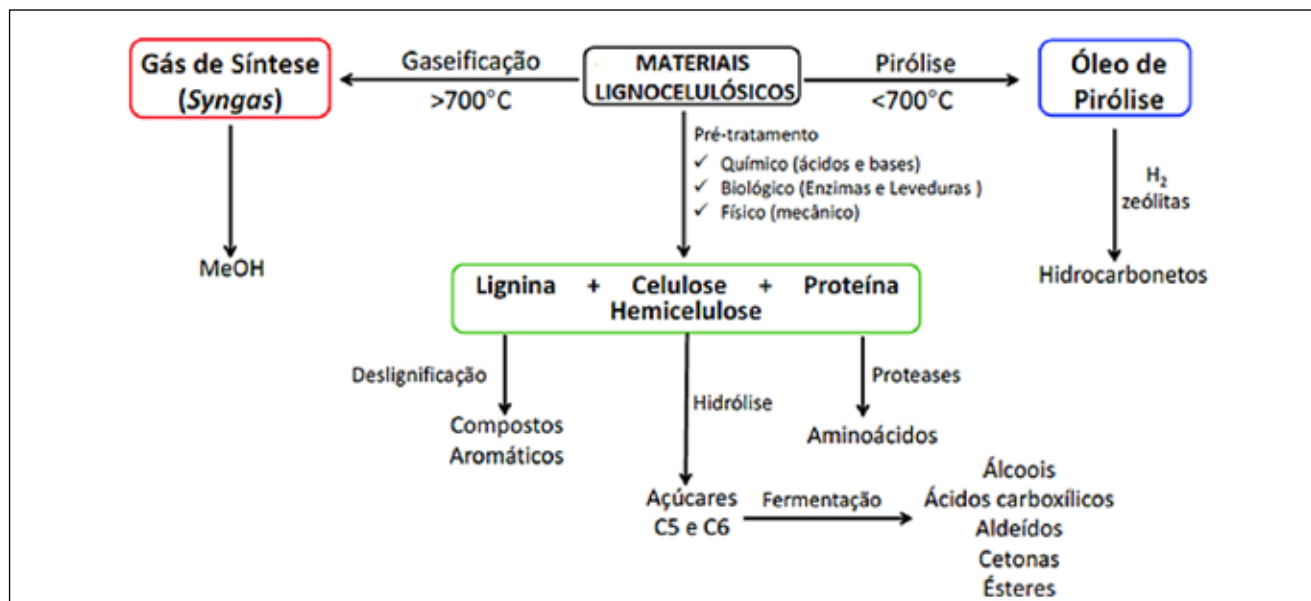 Gás de Síntese
(Syngas)
Gaseificação
>700°C
MATERIAIS
LIGNOCELULÓSICOS
Pirólise
<700°C
Óleo de
Pirólise
Pré-tratamento
✓ Químico (ácidos e bases)
✓ Biológico (Enzimas e Leveduras )
✓ Físico (mecânico)
H₂
zeólitas
MeOH
Hidrocarbonetos
Lignina + Celulose + Proteína
Hemicelulose
Deslignificação
Hidrólise
Proteases
Compostos
Aromáticos
Aminoácidos
Açúcares
C5 e C6
Fermentação
Álcoois
Ácidos carboxílicos
Aldeídos
Cetonas
Ésteres